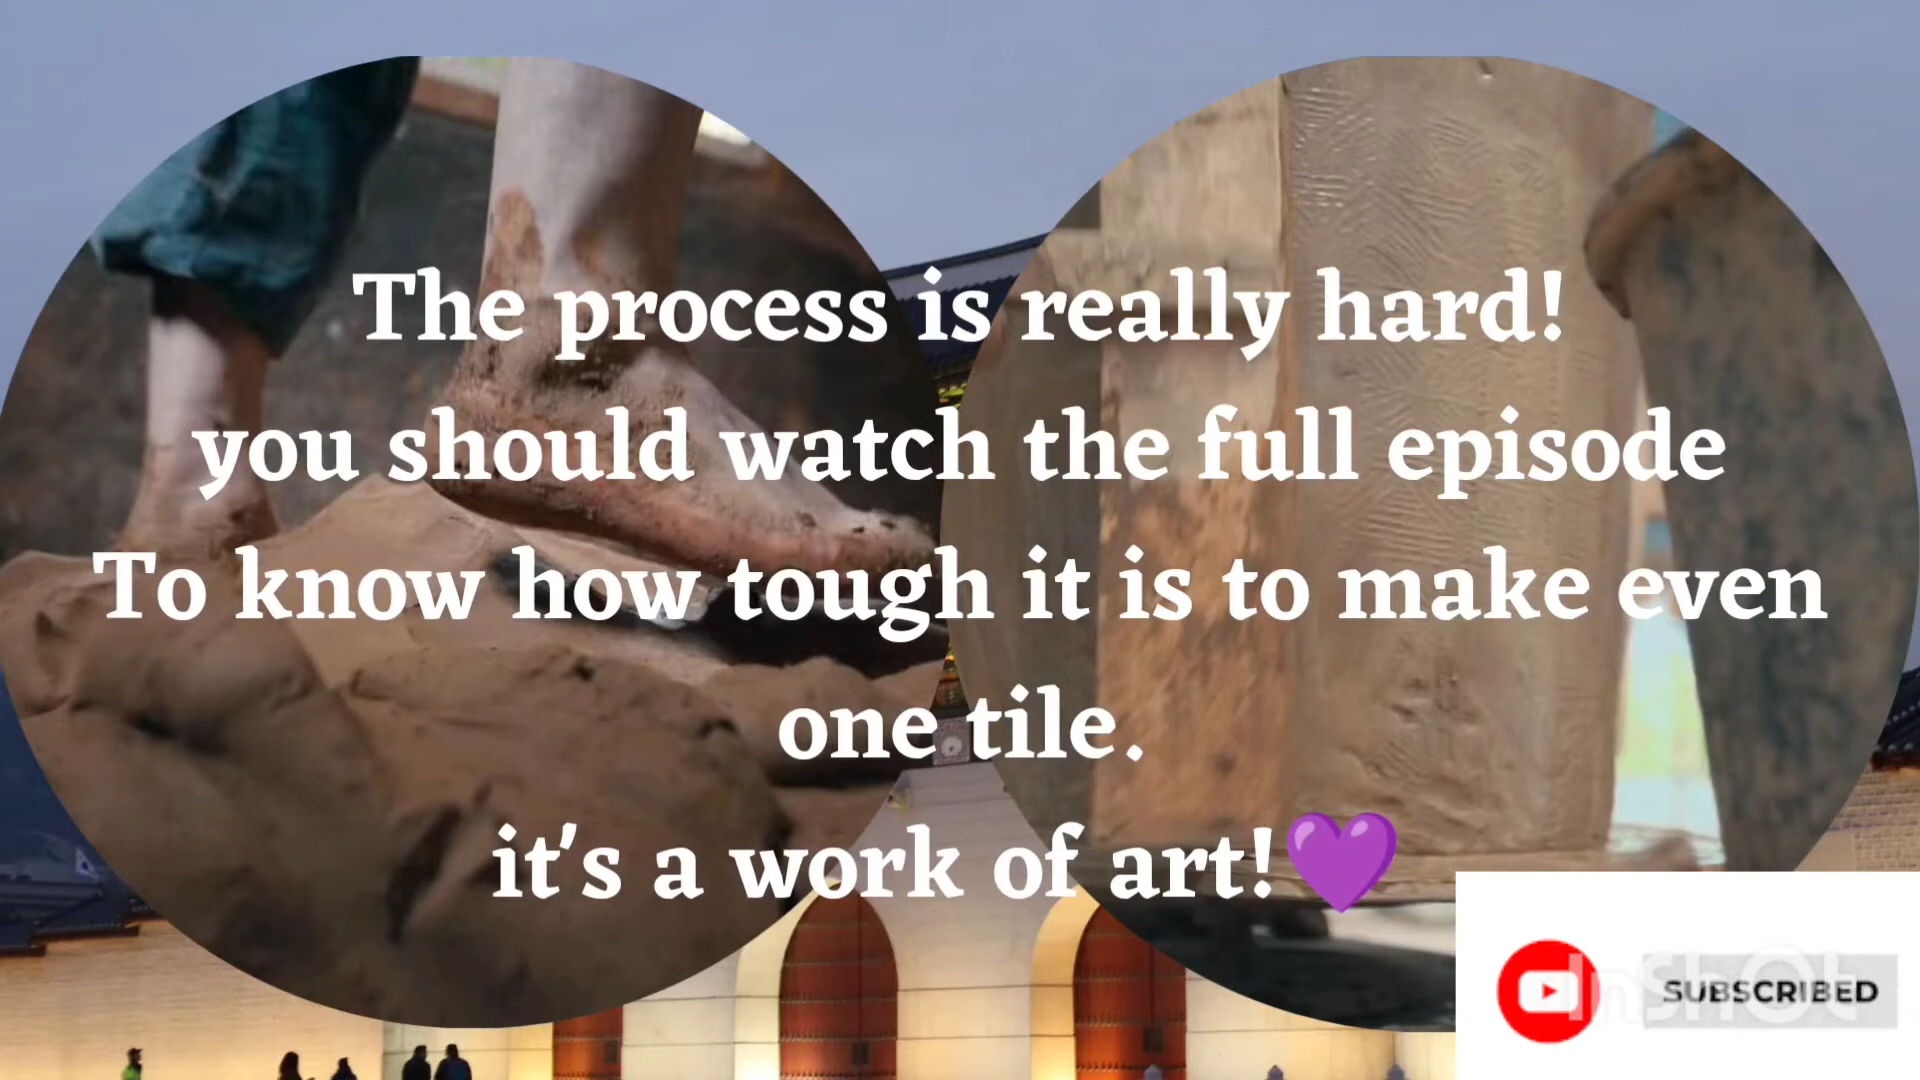 The process is really hard!
you should watch the full episode
To know how tough it is to make even
one tile.
it's a work of art!💜
InShOt
SUBSCRIBED